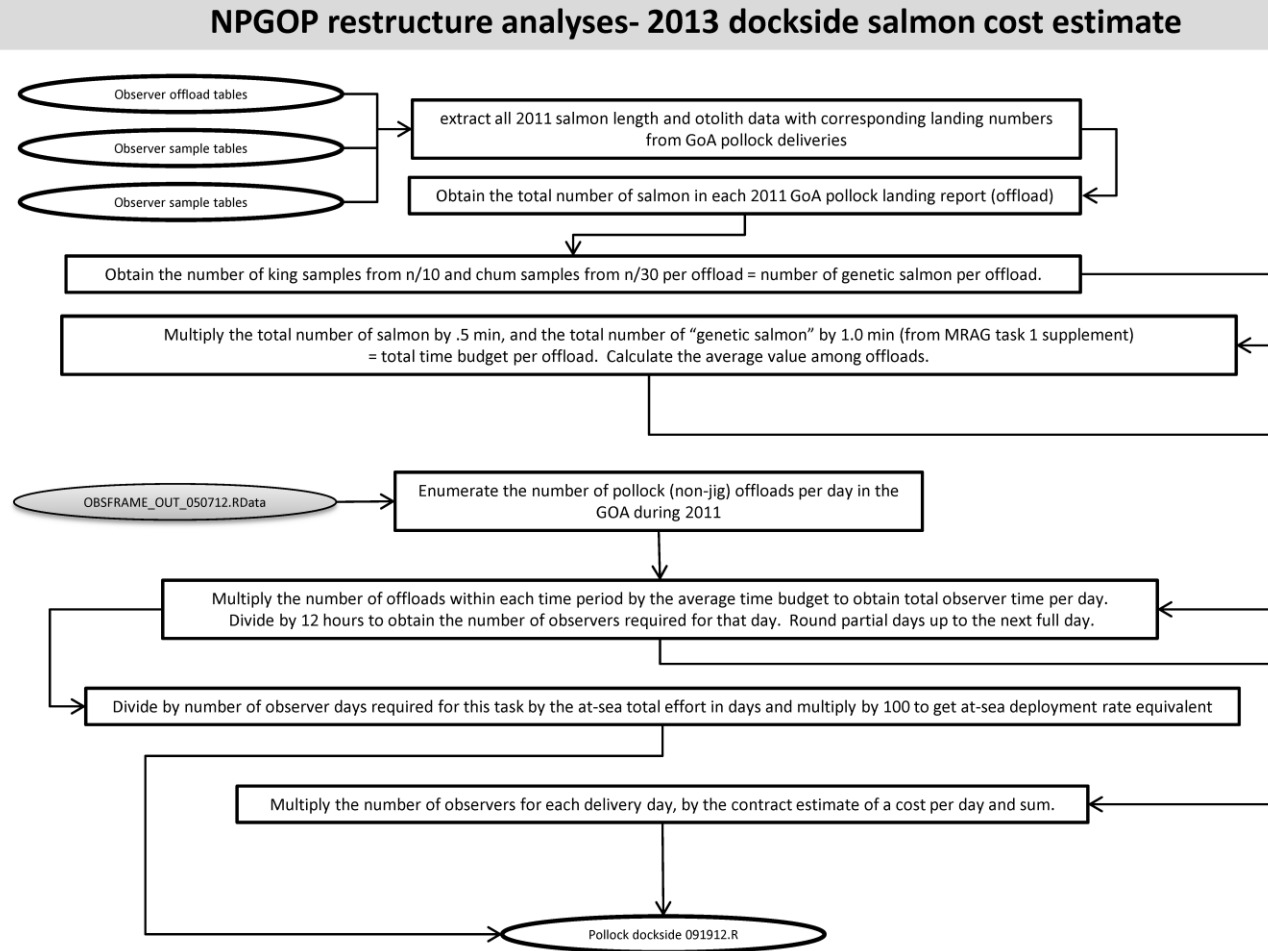 NPGOP restructure analyses- 2013 dockside salmon cost estimate
Observer offload tables
Observer sample tables
Observer sample tables
extract all 2011 salmon length and otolith data with corresponding landing numbers
from GoA pollock deliveries
Obtain the total number of salmon in each 2011 GoA pollock landing report (offload)
Obtain the number of king samples from n/10 and chum samples from n/30 per offload = number of genetic salmon per offload.
Multiply the total number of salmon by .5 min, and the total number of “genetic salmon” by 1.0 min (from MRAG task 1 supplement)
= total time budget per offload. Calculate the average value among offloads.
OBSFRAME_OUT_050712.RData
Enumerate the number of pollock (non-jig) offloads per day in the
GOA during 2011
Multiply the number of offloads within each time period by the average time budget to obtain total observer time per day.
Divide by 12 hours to obtain the number of observers required for that day. Round partial days up to the next full day.
Divide by number of observer days required for this task by the at-sea total effort in days and multiply by 100 to get at-sea deployment rate equivalent
Multiply the number of observers for each delivery day, by the contract estimate of a cost per day and sum.
Pollock dockside 091912.R